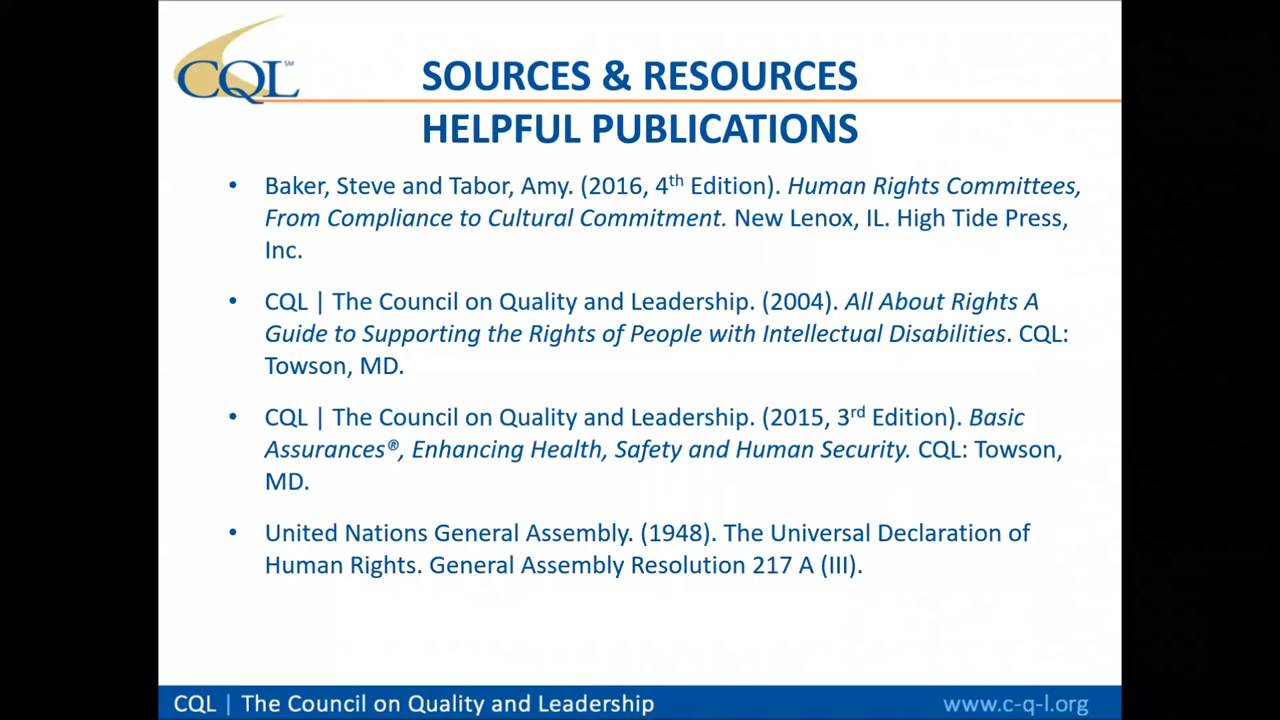 CQL℠
SOURCES & RESOURCES
HELPFUL PUBLICATIONS
• Baker, Steve and Tabor, Amy. (2016, 4th Edition). Human Rights Committees,
From Compliance to Cultural Commitment. New Lenox, IL. High Tide Press,
Inc.
• CQL | The Council on Quality and Leadership. (2004). All About Rights A
Guide to Supporting the Rights of People with Intellectual Disabilities. CQL:
Towson, MD.
• CQL | The Council on Quality and Leadership. (2015, 3rd Edition). Basic
Assurances®, Enhancing Health, Safety and Human Security. CQL: Towson,
MD.
• United Nations General Assembly. (1948). The Universal Declaration of
Human Rights. General Assembly Resolution 217 A (III).
CQL | The Council on Quality and Leadership
www.c-q-l.org